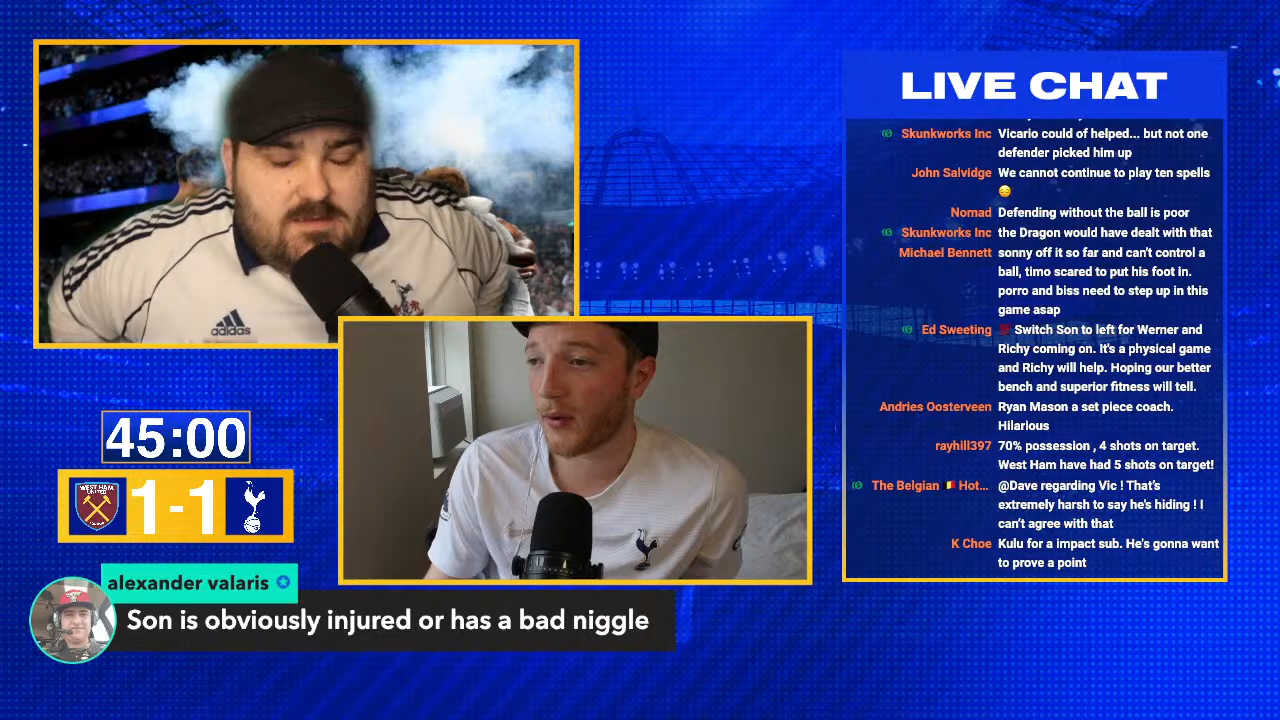 LIVE CHAT
Skunkworks Inc Vicario could of helped... but not one
defender picked him up
John Salvidge We cannot continue to play ten spells
😔
Nomad Defending without the ball is poor
Skunkworks Inc the Dragon would have dealt with that
Michael Bennett sonny off it so far and can't control a
ball, timo scared to put his foot in.
porro and biss need to step up in this
game asap
Ed Sweeting 💯 Switch Son to left for Werner and
Richy coming on. It's a physical game
and Richy will help. Hoping our better
bench and superior fitness will tell.
Andries Oosterveen Ryan Mason a set piece coach.
Hilarious
rayhill397 70% possession , 4 shots on target.
West Ham have had 5 shots on target!
The Belgian 🇧🇪 Hot... @Dave regarding Vic ! That's
extremely harsh to say he's hiding ! I
can't agree with that
K Choe Kulu for a impact sub. He's gonna want
to prove a point
adidas
45:00
WEST HAM
UNITED
1-1
alexander valaris
Son is obviously injured or has a bad niggle